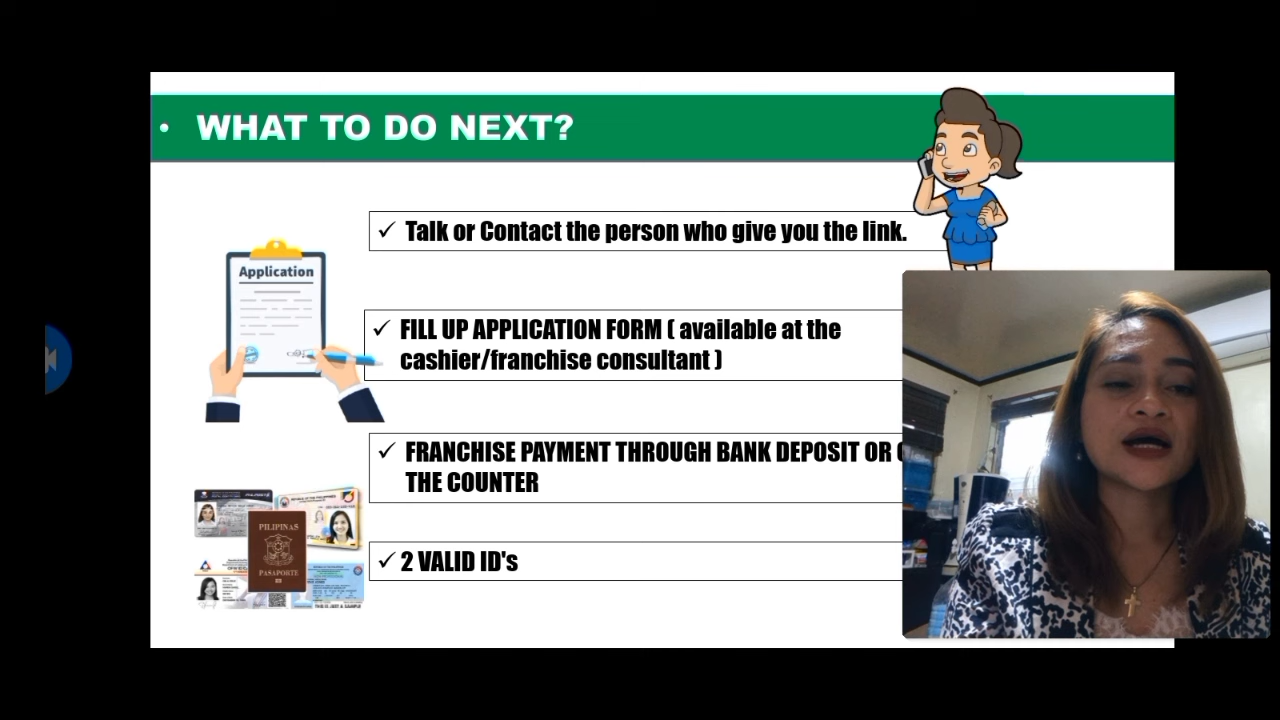 • WHAT TO DO NEXT?
✓ Talk or Contact the person who give you the link.
Application
✓ FILL UP APPLICATION FORM ( available at the
cashier/franchise consultant )
✓ FRANCHISE PAYMENT THROUGH BANK DEPOSIT OR
THE COUNTER
PILIPINAS
PASAPORTE
✓ 2 VALID ID's